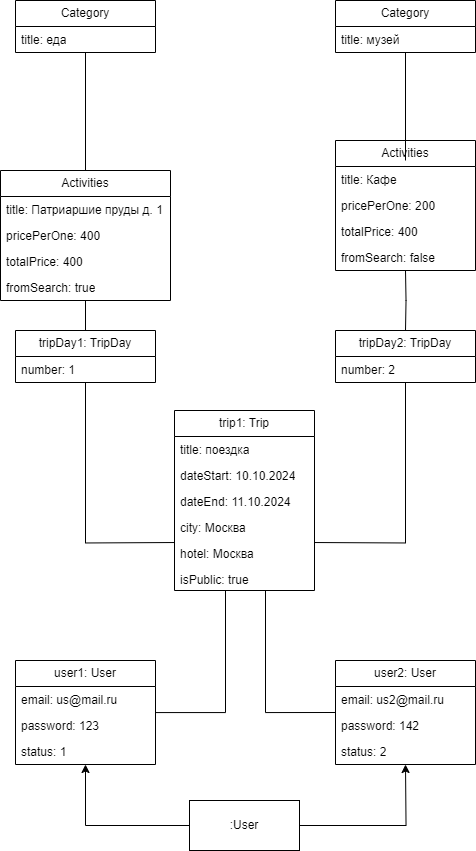 Category
title: еда
Category
title: музей
Activities
title: Патриаршие пруды д. 1
pricePerOne: 400
totalPrice: 400
fromSearch: true
Activities
title: Кафе
pricePerOne: 200
totalPrice: 400
fromSearch: false
tripDay1: TripDay
number: 1
tripDay2: TripDay
number: 2
trip1: Trip
title: поездка
dateStart: 10.10.2024
dateEnd: 11.10.2024
city: Москва
hotel: Москва
isPublic: true
user1: User
email: us@mail.ru
password: 123
status: 1
user2: User
email: us2@mail.ru
password: 142
status: 2
:User